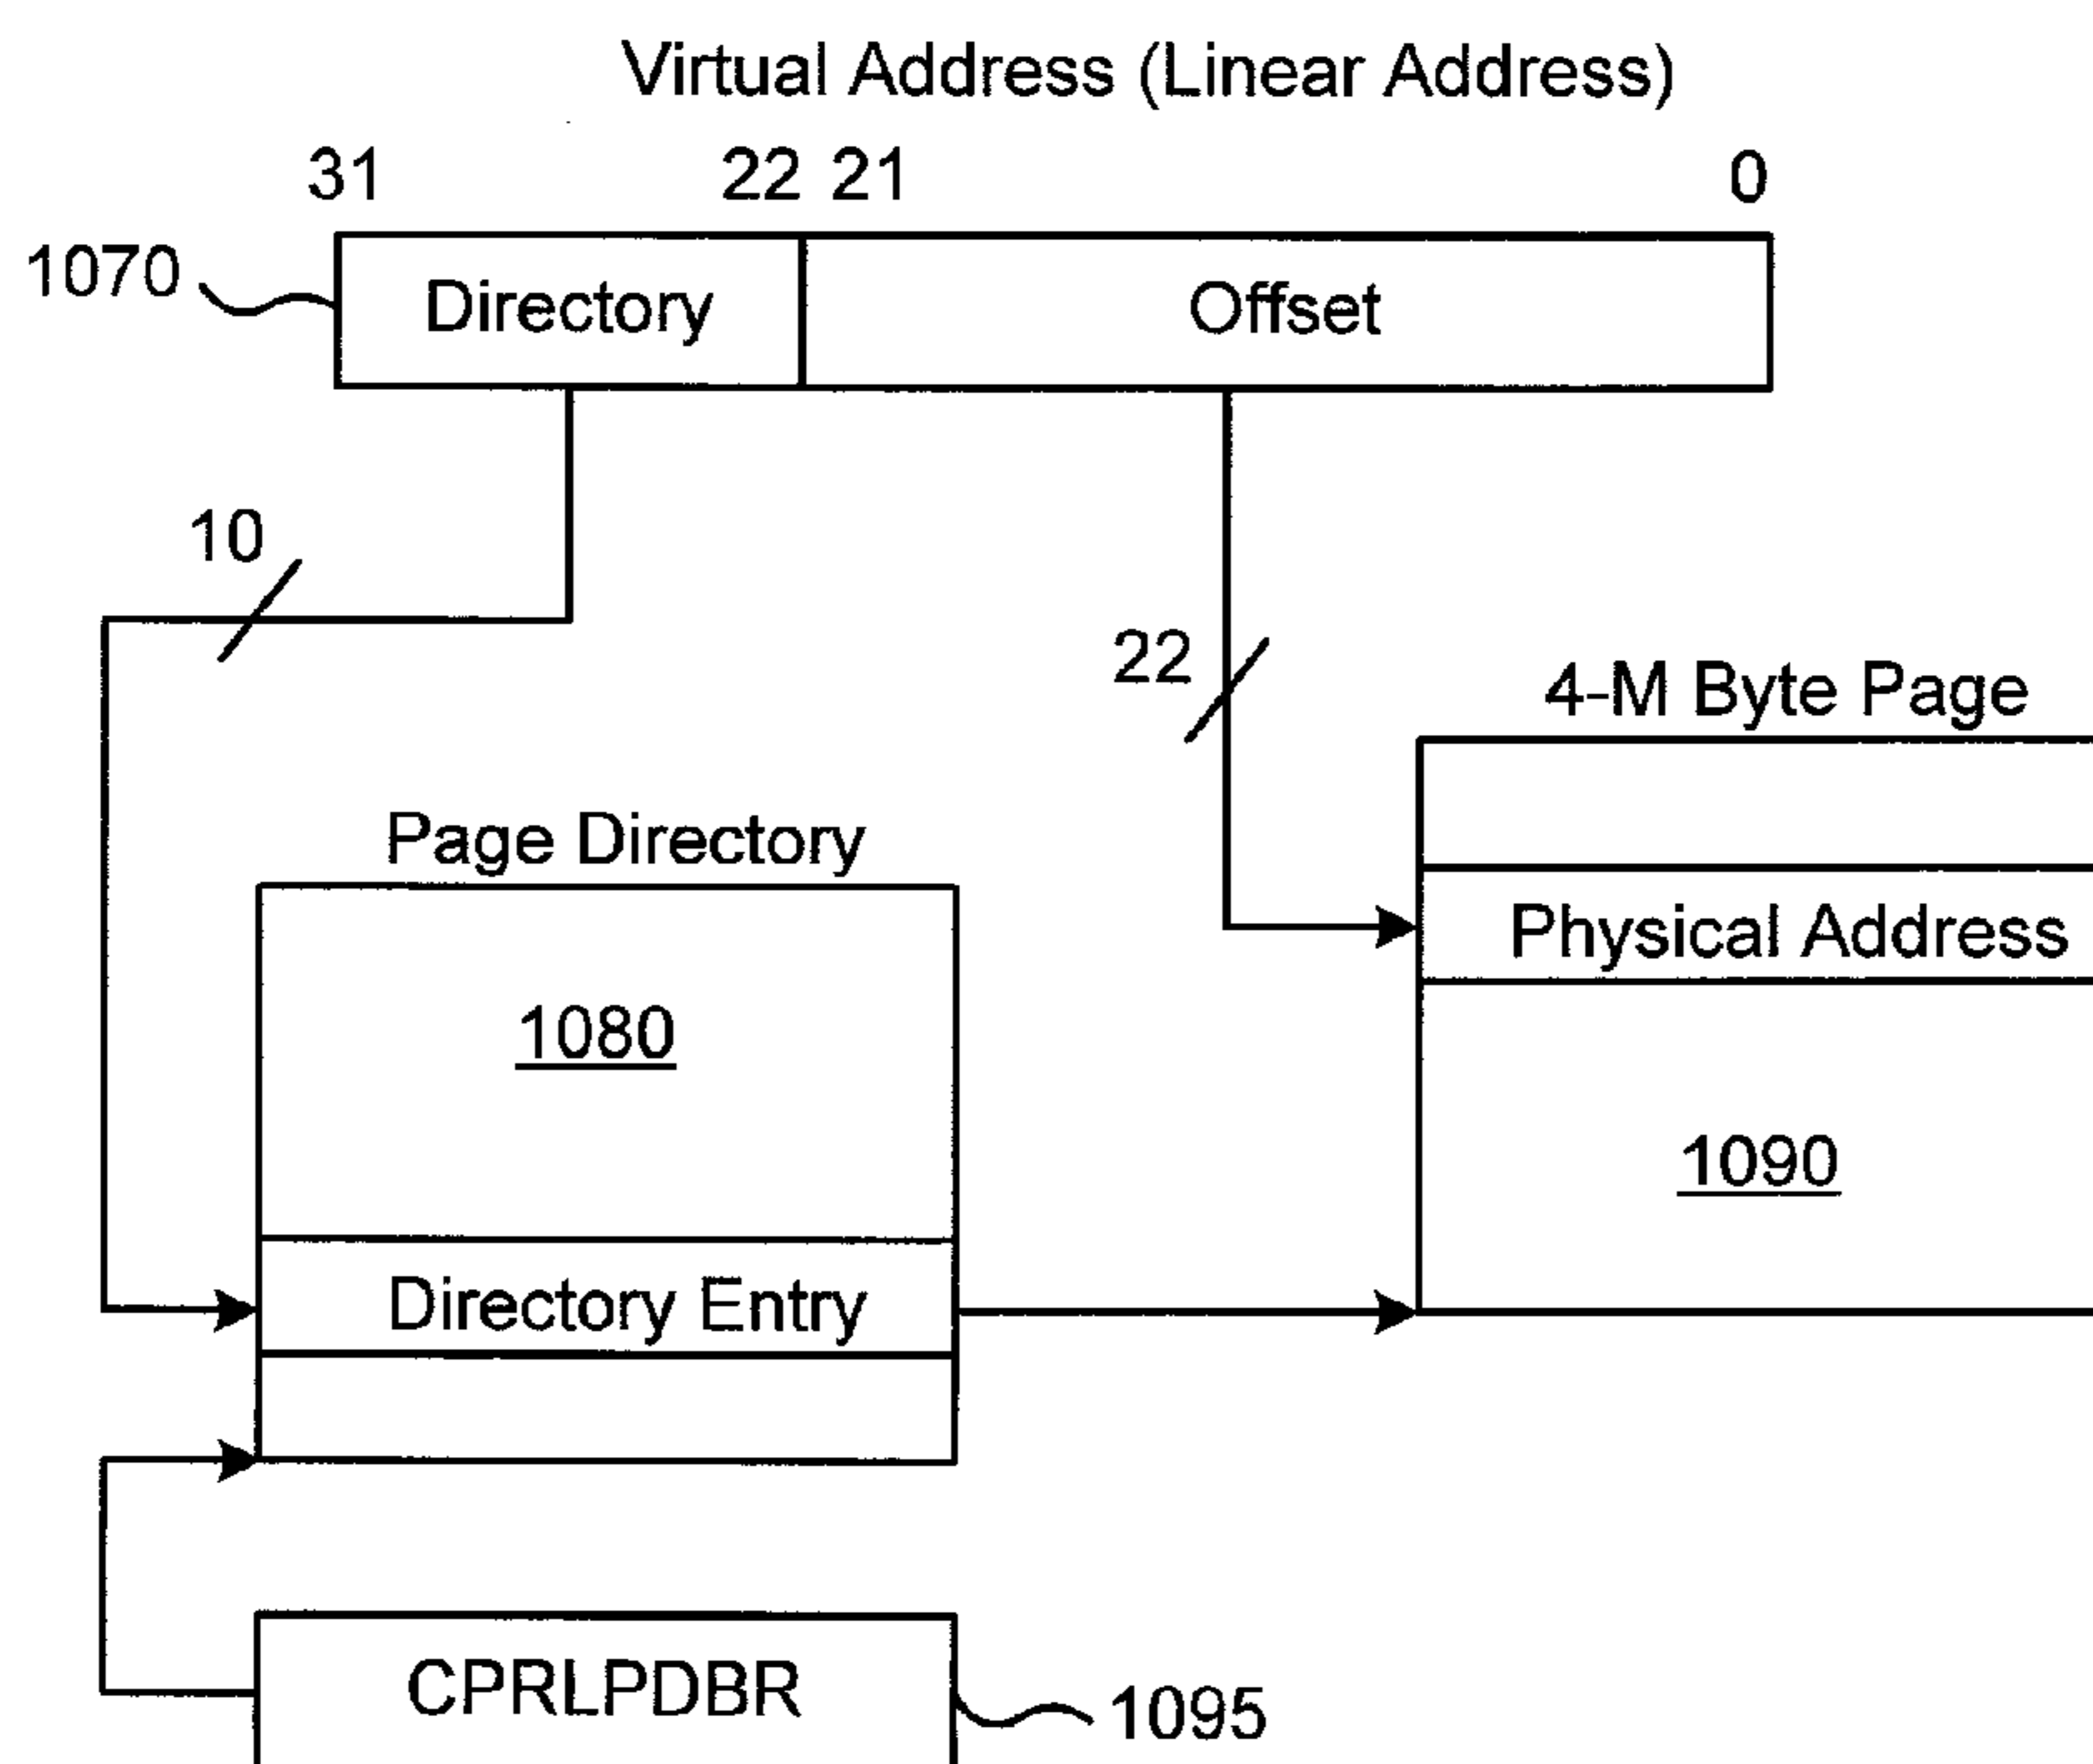 Virtual Address (Linear Address)
31 22 21 0
1070 Directory Offset
10
22
4-M Byte Page
Page Directory
Physical Address
1080
1090
Directory Entry
CPRLPDBR
1095